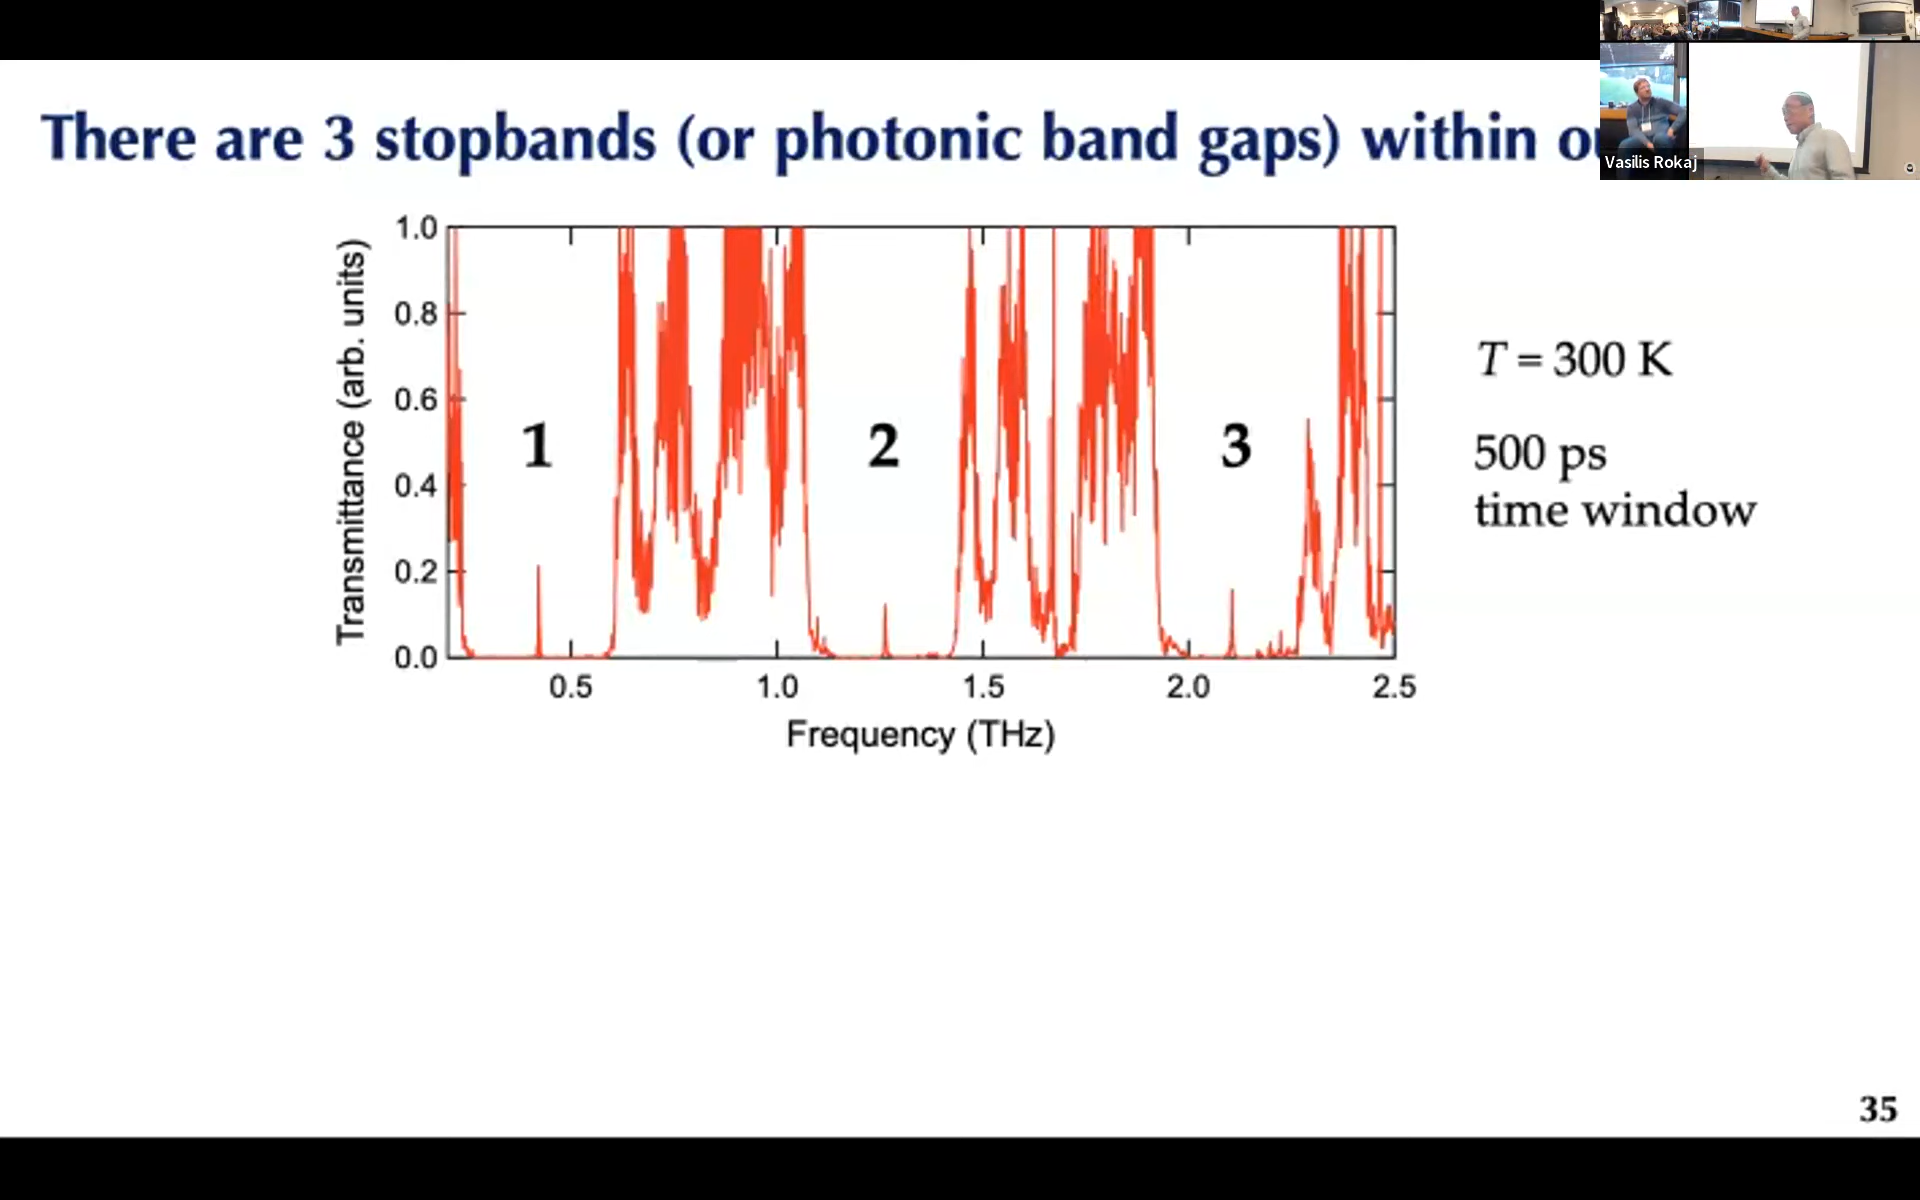 There are 3 stopbands (or photonic band gaps) within
Vasilis Rokaj
Transmittance (arb. units)
1.0
0.8
0.6
0.4
0.2
0.0
1
2
3
0.5
1.0
1.5
2.0
2.5
Frequency (THz)
T = 300 K
500 ps
time window
35